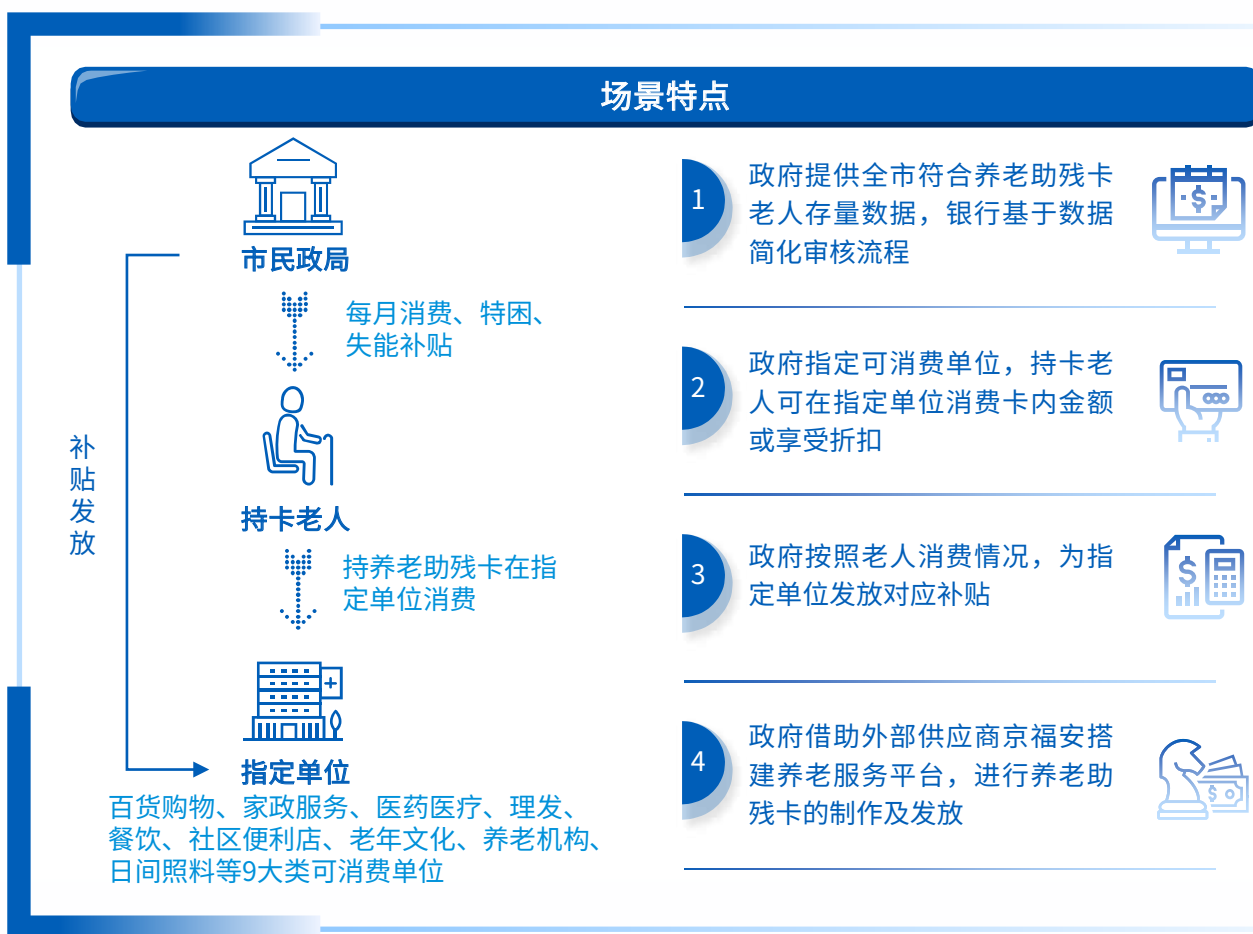 场景特点
市民政局
每月消费、特困、
失能补贴
持卡老人
补
贴
发
放
持养老助残卡在指
定单位消费
指定单位
百货购物、家政服务、医药医疗、理发、
餐饮、社区便利店、老年文化、养老机构、
日间照料等9大类可消费单位
1
政府提供全市符合养老助残卡
老人存量数据，银行基于数据
简化审核流程
2
政府指定可消费单位，持卡老
人可在指定单位消费卡内金额
或享受折扣
3
政府按照老人消费情况，为指
定单位发放对应补贴
4
政府借助外部供应商京福安搭
建养老服务平台，进行养老助
残卡的制作及发放